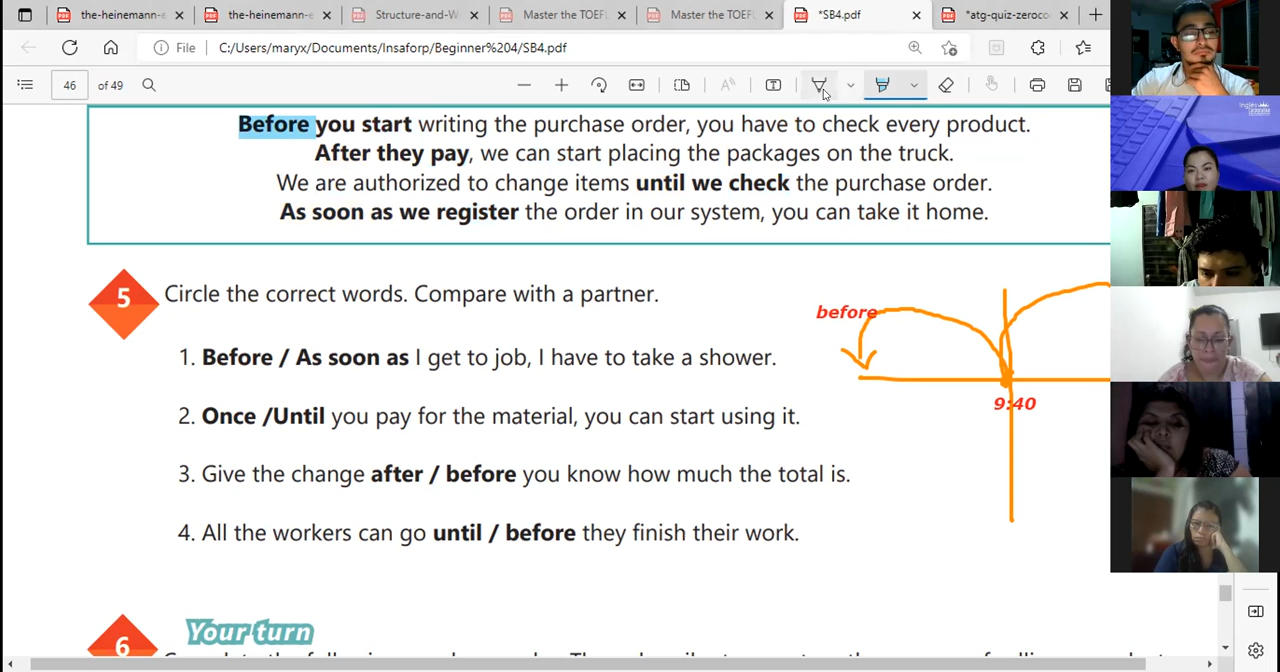 the-heinemann-e
the-heinemann-e
Structure-and-W
Master the TOEFL
Master the TOEFL
*SB4.pdf
*atg-quiz-zeroco
File
C:/Users/maryx/Documents/Insaforp/Beginner%204/SB4.pdf
46 of 49
Before you start writing the purchase order, you have to check every product.
After they pay, we can start placing the packages on the truck.
We are authorized to change items until we check the purchase order.
As soon as we register the order in our system, you can take it home.
5 Circle the correct words. Compare with a partner.
before
1. Before / As soon as I get to job, I have to take a shower.
9:40
2. Once /Until you pay for the material, you can start using it.
3. Give the change after / before you know how much the total is.
4. All the workers can go until / before they finish their work.
6 Your turn